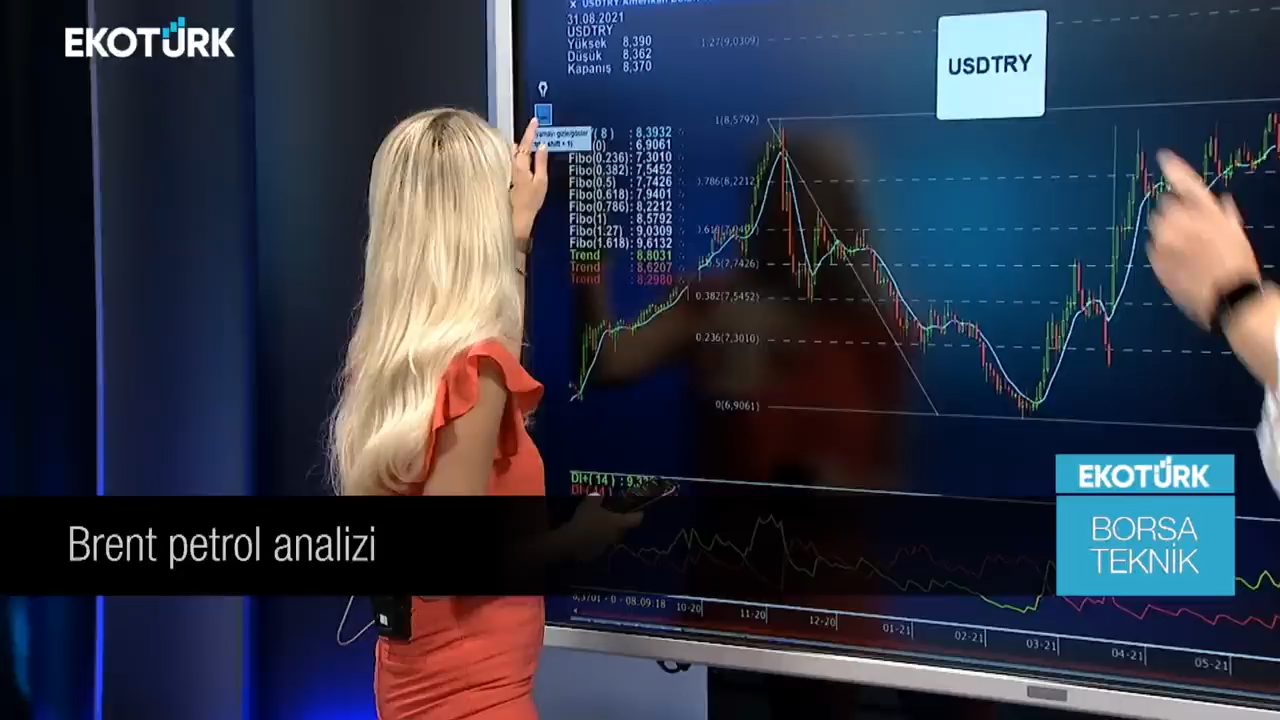 EKOTÜRK
31.08.2021
USDTRY
Yüksek 8,390
Düşük 8,362
Kapanış 8,370
USDTRY
1.27(9,0309)
1(8,5792)
0.786(8,2212)
0.5(7,7426)
0.382(7,5452)
0.236(7,3010)
0(6,9061)
( 8 ) : 8,3932
(0) : 6,9061
Fibo(0.236): 7,3010
Fibo(0.382): 7,5452
Fibo(0.5) : 7,7426
Fibo(0.618) : 7,9401
Fibo(0.786) : 8,2212
Fibo(1) : 8,5792
Fibo(1.27) : 9,0309
Fibo(1.618) : 9,6132
Trend : 8,8031
Trend : 8,6207
Trend : 8,2980
DI+( 14 )
Brent petrol analizi
EKOTÜRK
BORSA
TEKNİK
08.09:18 10-20 11-20 12-20 01-21 02-21 03-21 04-21 05-21